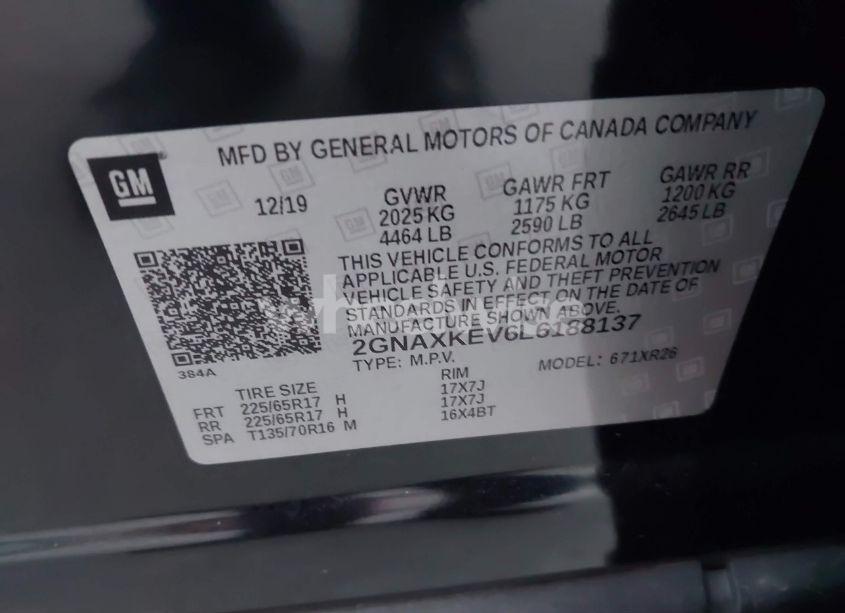 MFD BY GENERAL MOTORS OF CANADA COMPANY
GM
12/19
GVWR
2025 KG
4464 LB
GAWR FRT
1175 KG
2590 LB
GAWR RR
1200 KG
2645 LB
THIS VEHICLE CONFORMS TO ALL
APPLICABLE U.S. FEDERAL MOTOR
VEHICLE SAFETY AND THEFT PREVENTION
STANDARDS IN EFFECT ON THE DATE OF
MANUFACTURE SHOWN ABOVE.
2GNAXKEV6L6188137
TYPE: M.P.V.
MODEL: 671XR26
384A
TIRE SIZE
RIM
FRT 225/65R17 H 17X7J
RR 225/65R17 H 17X7J
SPA T135/70R16 M 16X4BT